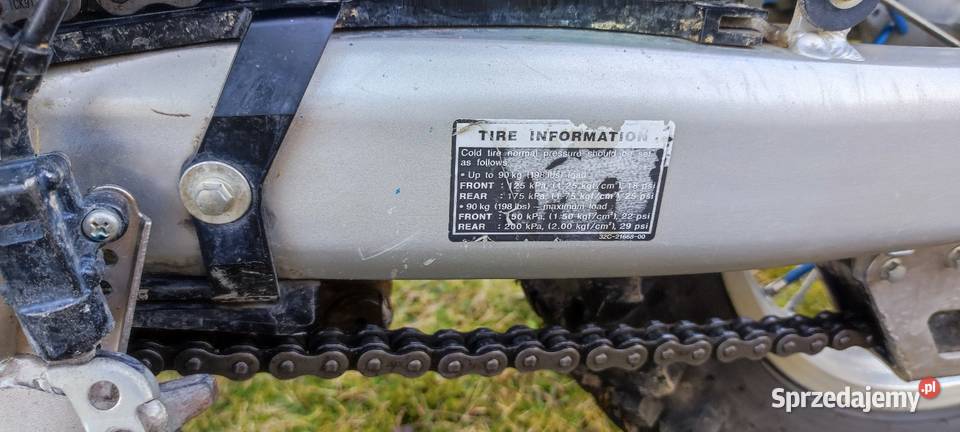 TIRE INFORMATION
Cold tire normal pressure should be set
as follows
• Up to 90 kg (198 lbs) load
FRONT : 125 kPa, (1.25 kgf/cm²), 18 psi
REAR : 175 kPa, (1.75 kgf/cm²), 25 psi
• 90 kg (198 lbs) – maximum load
FRONT : 150 kPa, (1.50 kgf/cm²), 22 psi
REAR : 200 kPa, (2.00 kgf/cm²), 29 psi
32C-21668-00
Sprzedajemy.pl